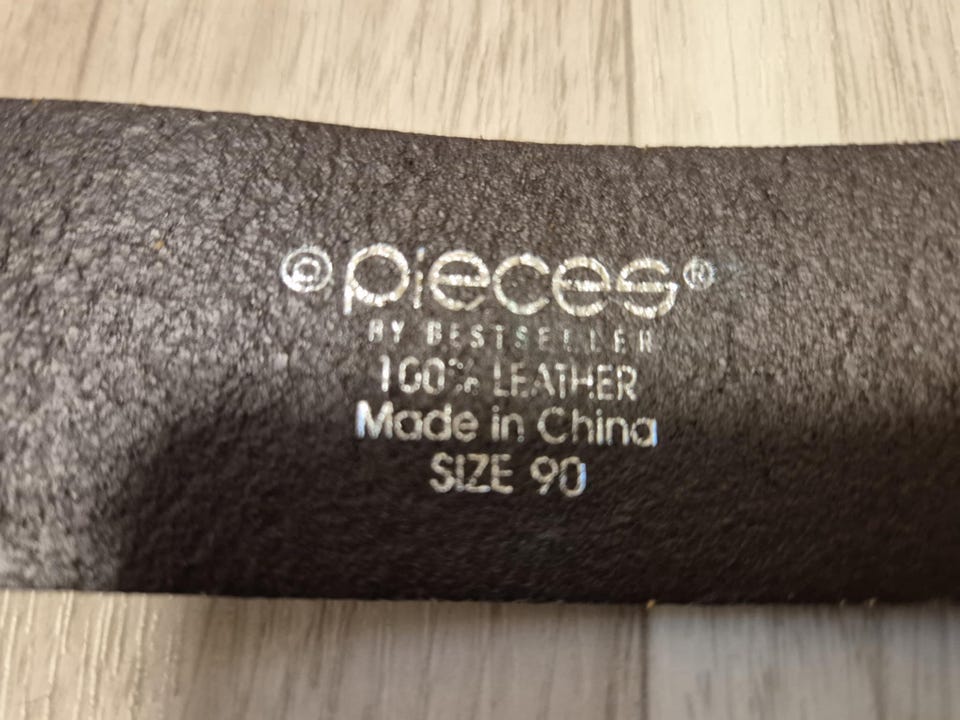 ©pieces®
BY BESTSELLER
100% LEATHER
Made in China
SIZE 90